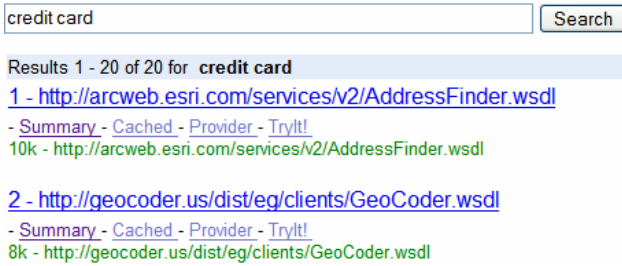 credit card Search
Results 1 - 20 of 20 for credit card
1 - http://arcweb.esri.com/services/v2/AddressFinder.wsdl
- Summary - Cached - Provider - TryIt!
10k - http://arcweb.esri.com/services/v2/AddressFinder.wsdl
2 - http://geocoder.us/dist/eg/clients/GeoCoder.wsdl
- Summary - Cached - Provider - TryIt!
8k - http://geocoder.us/dist/eg/clients/GeoCoder.wsdl